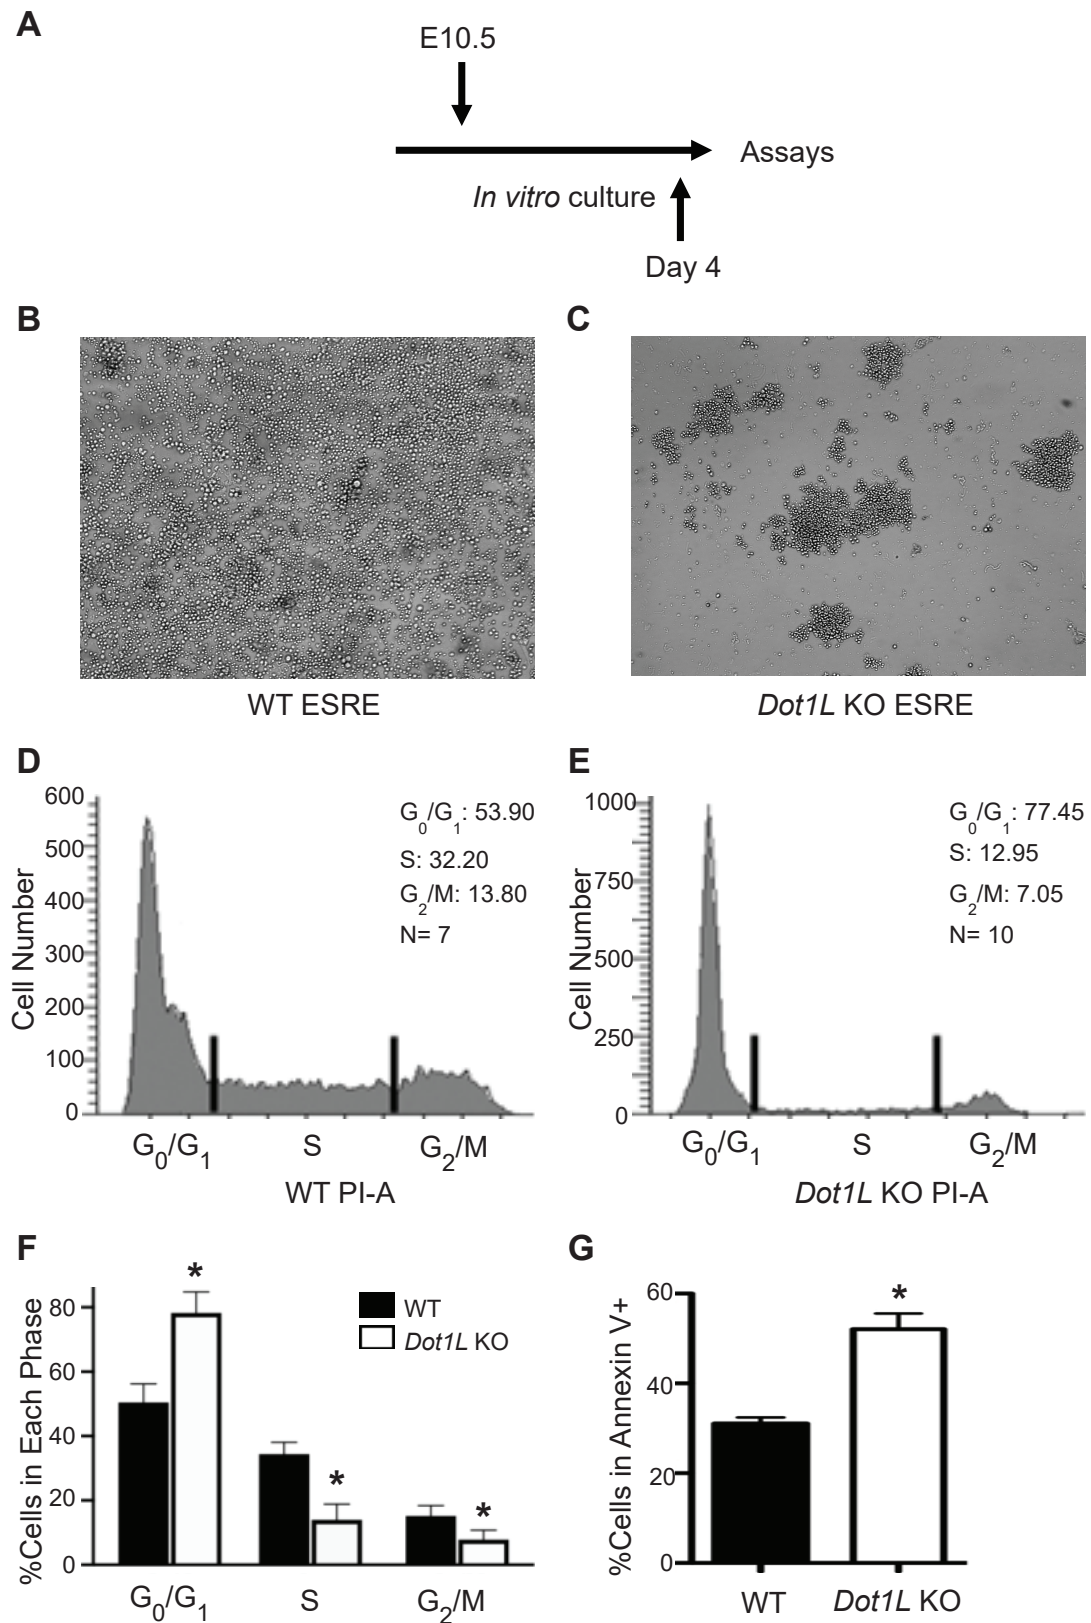 A
E10.5
Assays
In vitro culture
Day 4
B
C
WT ESRE
Dot1L KO ESRE
D
E
600
500
400
300
200
100
0
Cell Number
G0/G1: 53.90
S: 32.20
G2/M: 13.80
N= 7
G0/G1
S
G2/M
WT PI-A
1000
750
500
250
0
Cell Number
G0/G1: 77.45
S: 12.95
G2/M: 7.05
N= 10
G0/G1
S
G2/M
Dot1L KO PI-A
F
G
%Cells in Each Phase
80
60
40
20
0
*
*
*
WT
Dot1L KO
G0/G1
S
G2/M
%Cells in Annexin V+
60
40
20
0
*
WT
Dot1L KO